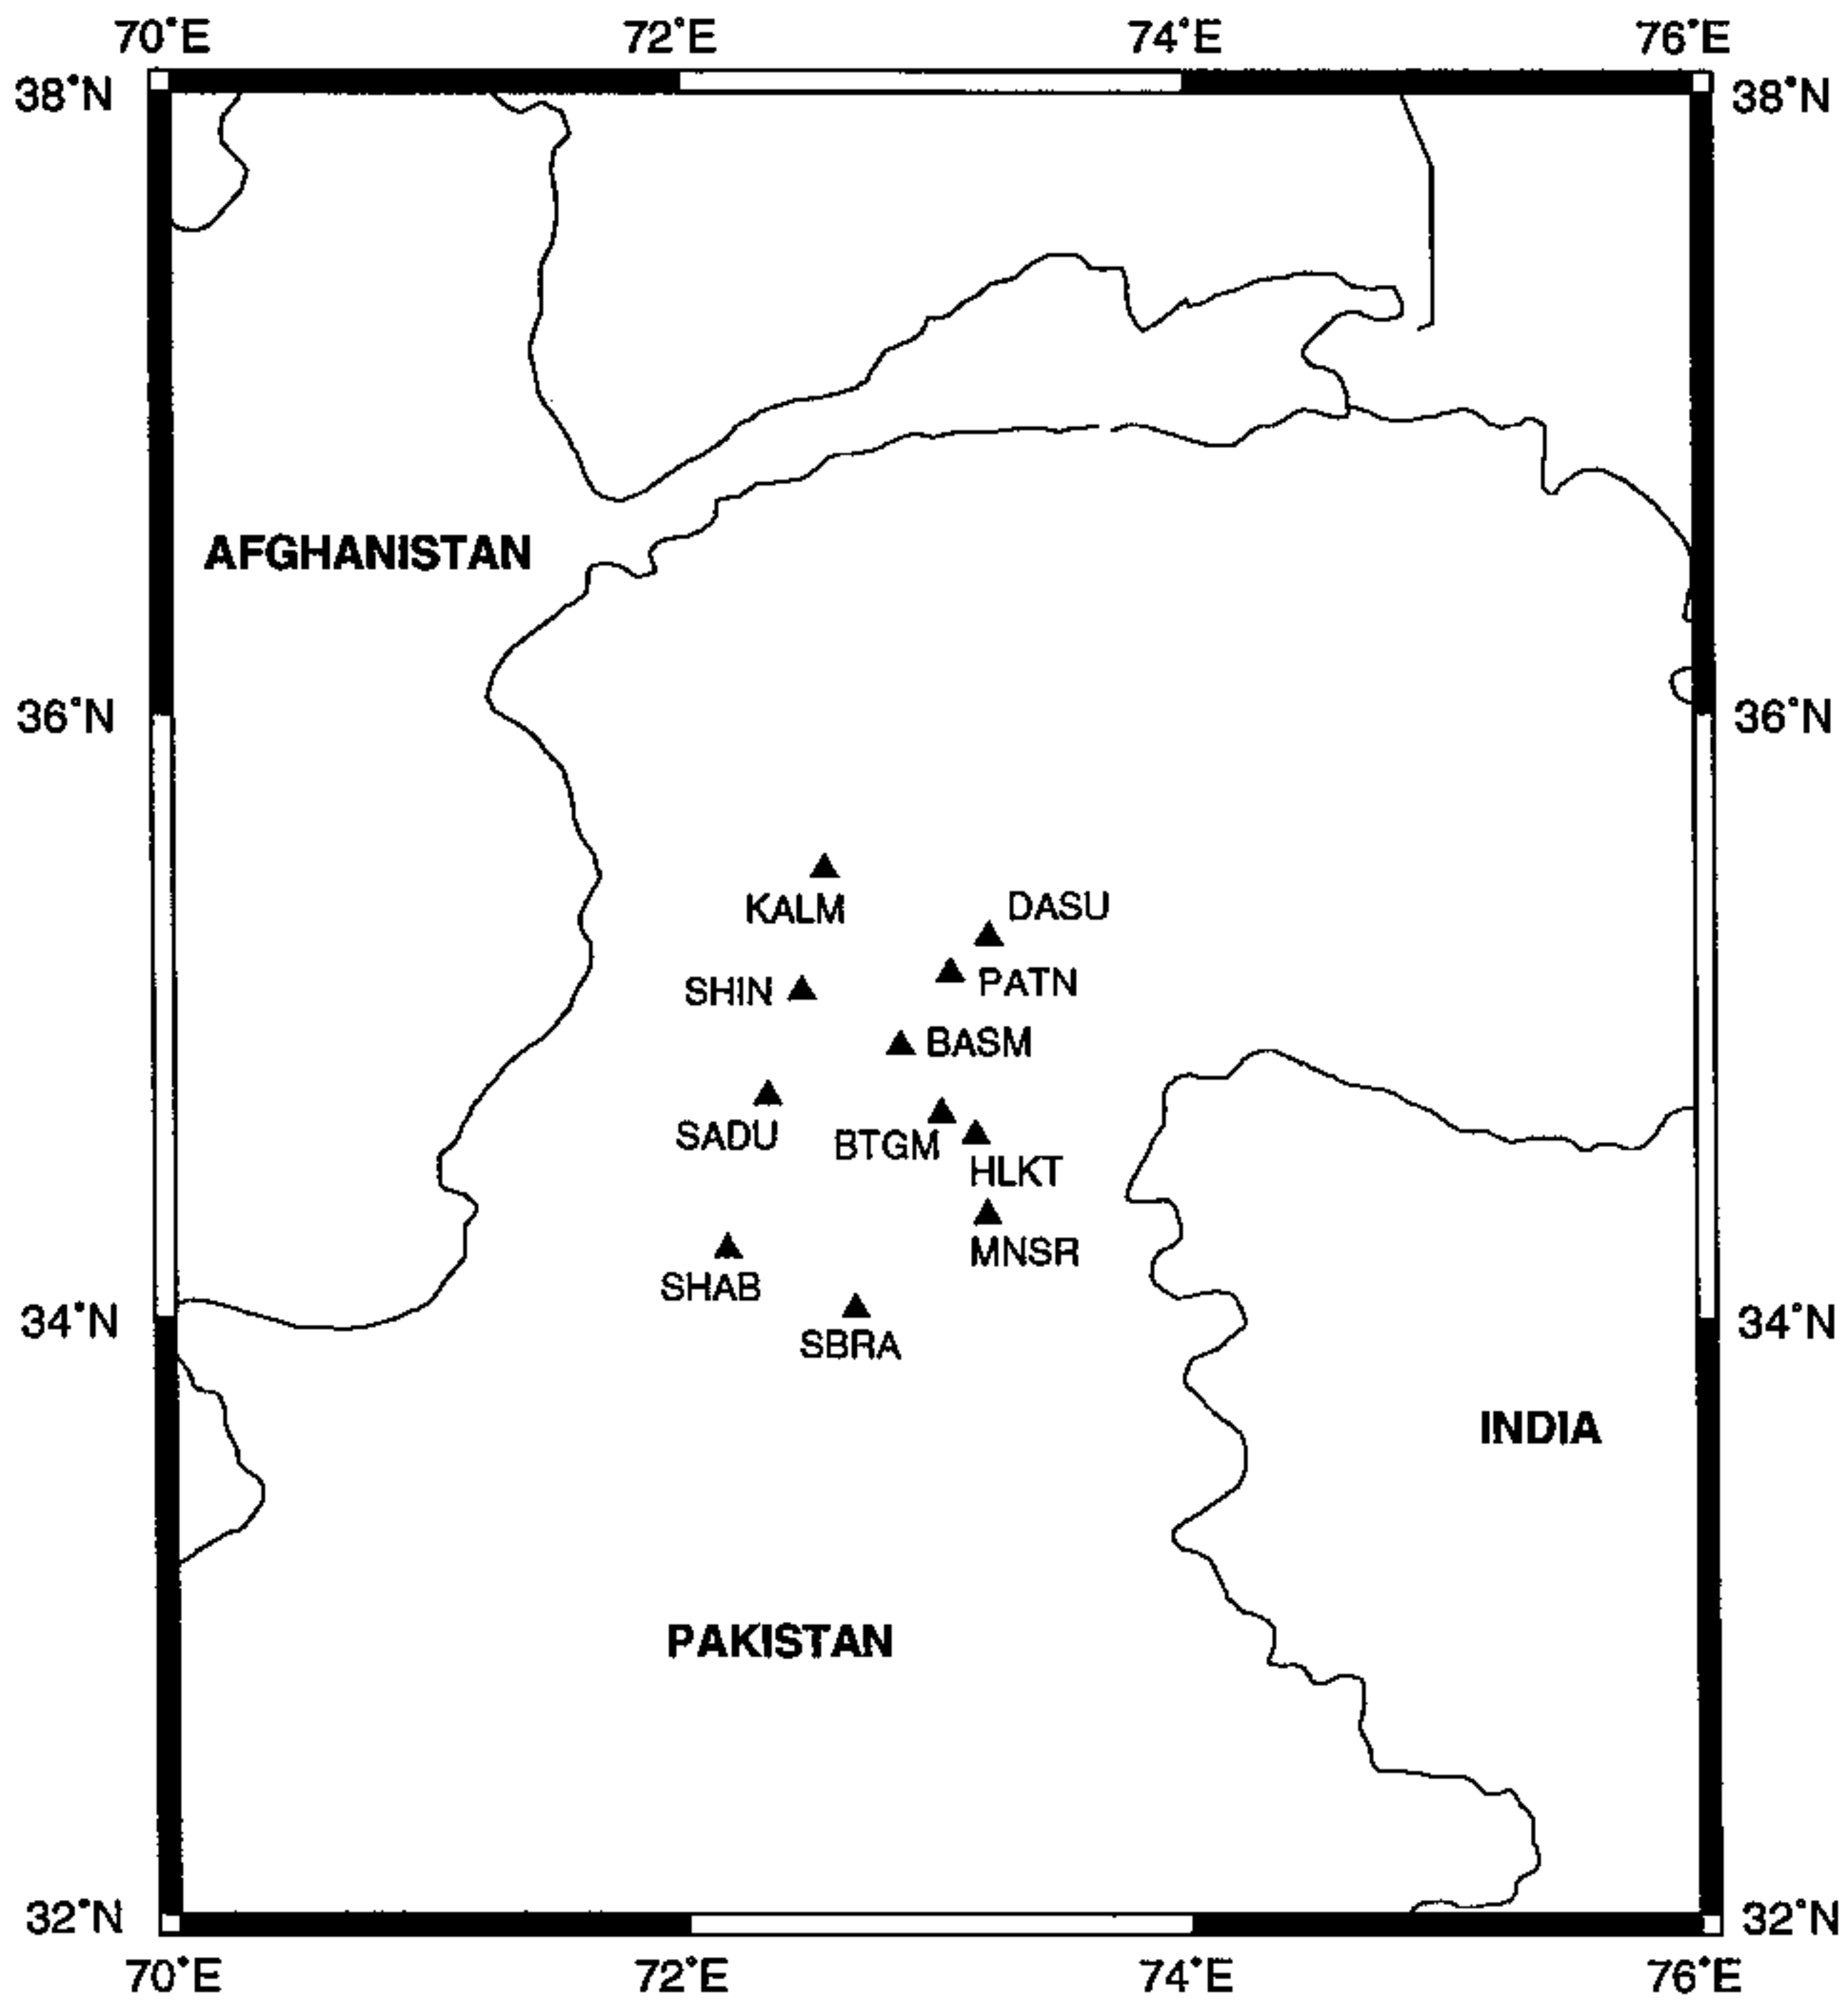 70°E 72°E 74°E 76°E
38°N 38°N
AFGHANISTAN
36°N 36°N
KALM
DASU
PATN
SHIN
BASM
SADU
BTGM
HLKT
MNSR
SHAB
34°N 34°N
SBRA
INDIA
PAKISTAN
32°N 32°N
70°E 72°E 74°E 76°E